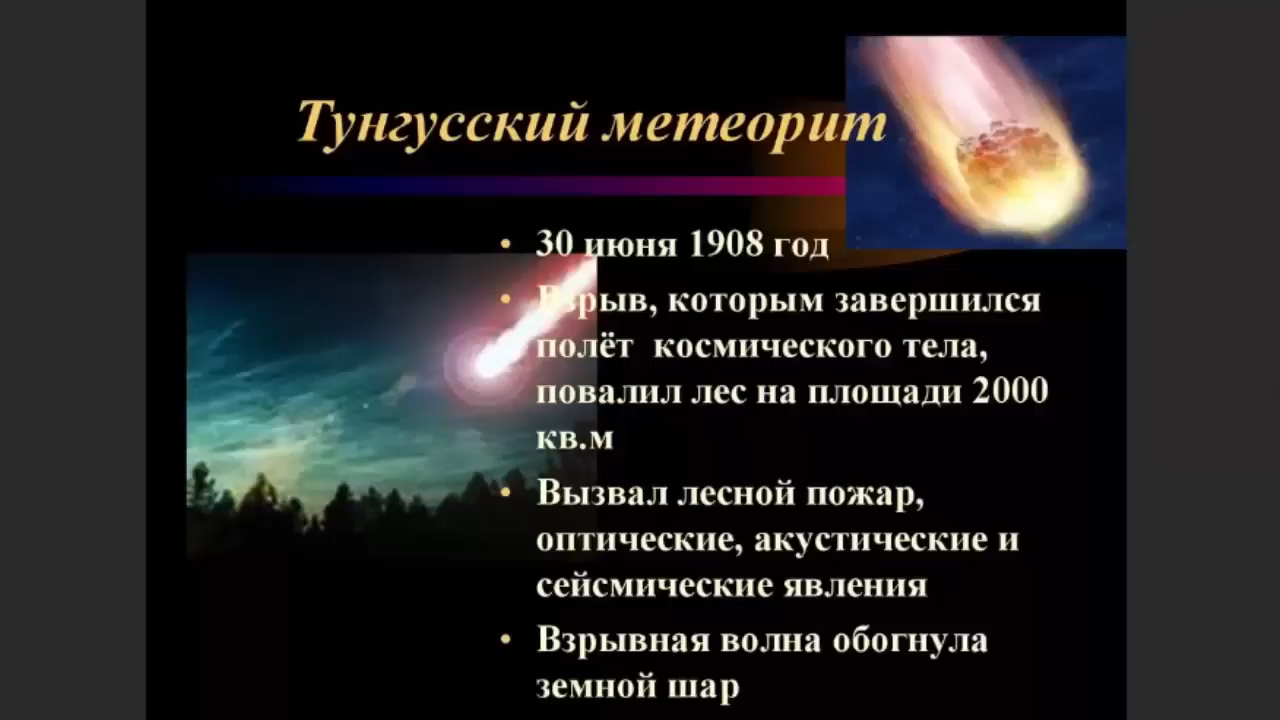 Тунгусский метеорит
30 июня 1908 год
Взрыв, которым завершился
полёт космического тела,
повалил лес на площади 2000
кв.м
Вызвал лесной пожар,
оптические, акустические и
сейсмические явления
Взрывная волна обогнула
земной шар